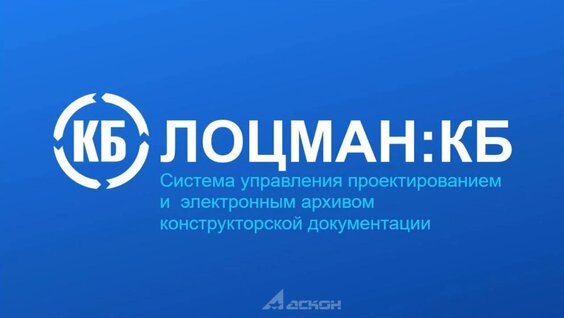 КБ ЛОЦМАН:КБ
Система управления проектированием
и электронным архивом
конструкторской документации
АСКОН